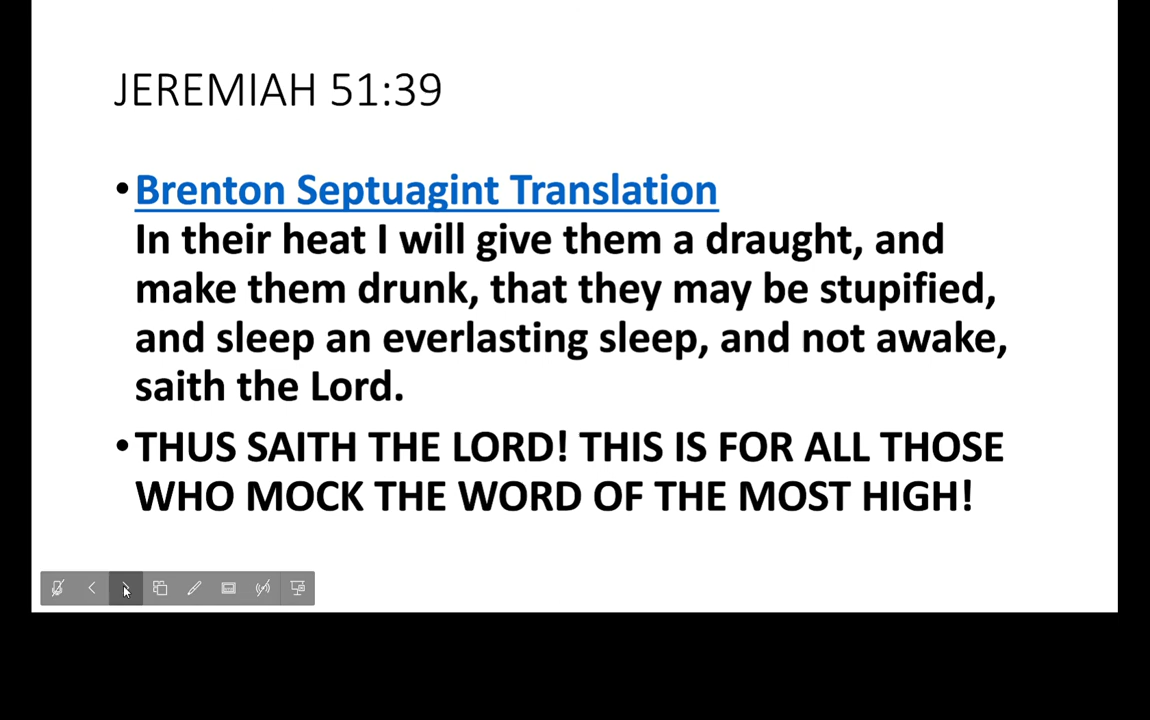 JEREMIAH 51:39
•Brenton Septuagint Translation
In their heat I will give them a draught, and
make them drunk, that they may be stupified,
and sleep an everlasting sleep, and not awake,
saith the Lord.
•THUS SAITH THE LORD! THIS IS FOR ALL THOSE
WHO MOCK THE WORD OF THE MOST HIGH!